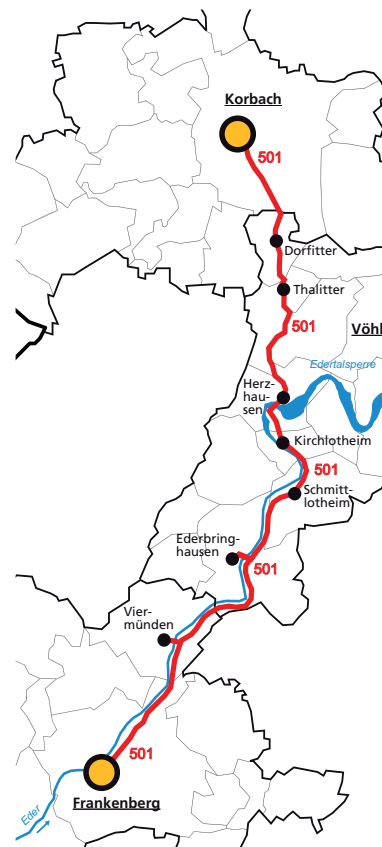 Korbach
501
Dorfitter
Thalitter
501
Vöhl
Edertalsperre
Herz-
hau-
sen
Kirchlotheim
501
Schmitt-
lotheim
Ederbring-
hausen
501
Vier-
münden
501
Frankenberg
Eder